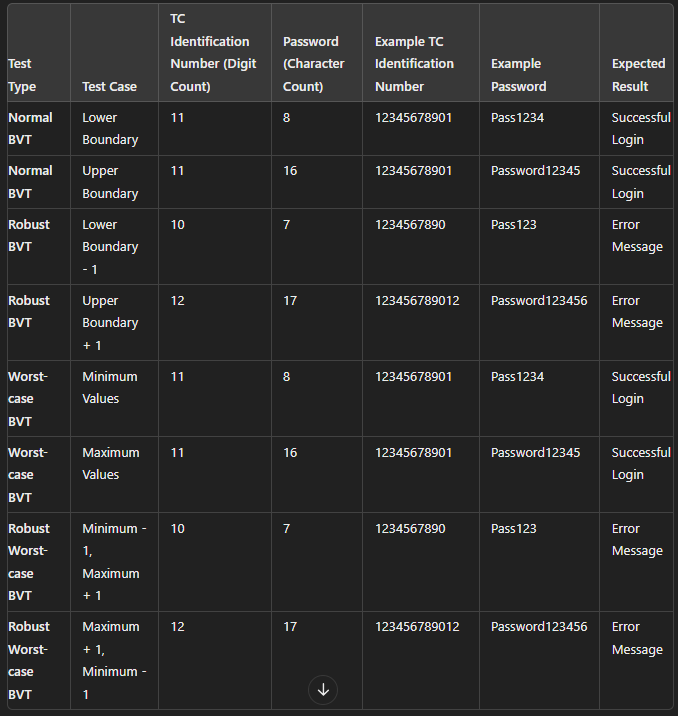 Test Type	Test Case	TC Identification Number (Digit Count)	Password (Character Count)	Example TC Identification Number	Example Password	Expected Result
Normal BVT	Lower Boundary	11	8	12345678901	Pass1234	Successful Login
Normal BVT	Upper Boundary	11	16	12345678901	Password12345	Successful Login
Robust BVT	Lower Boundary - 1	10	7	1234567890	Pass123	Error Message
Robust BVT	Upper Boundary + 1	12	17	123456789012	Password123456	Error Message
Worst-case BVT	Minimum Values	11	8	12345678901	Pass1234	Successful Login
Worst-case BVT	Maximum Values	11	16	12345678901	Password12345	Successful Login
Robust Worst-case BVT	Minimum - 1, Maximum + 1	10	7	1234567890	Pass123	Error Message
Robust Worst-case BVT	Maximum + 1, Minimum - 1	12	17	123456789012	Password123456	Error Message